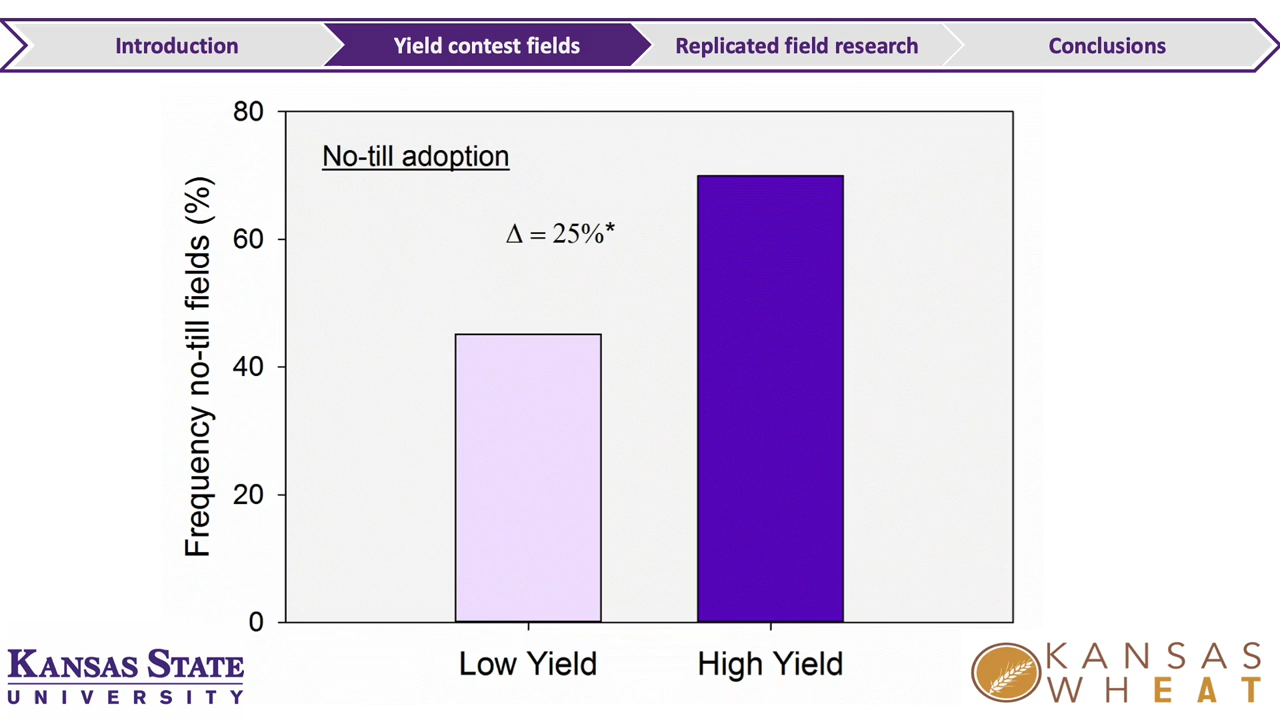 Introduction
Yield contest fields
Replicated field research
Conclusions
No-till adoption
Δ = 25%*
Frequency no-till fields (%)
80
60
40
20
0
Low Yield
High Yield
KANSAS STATE
UNIVERSITY
KANSAS
WHEAT